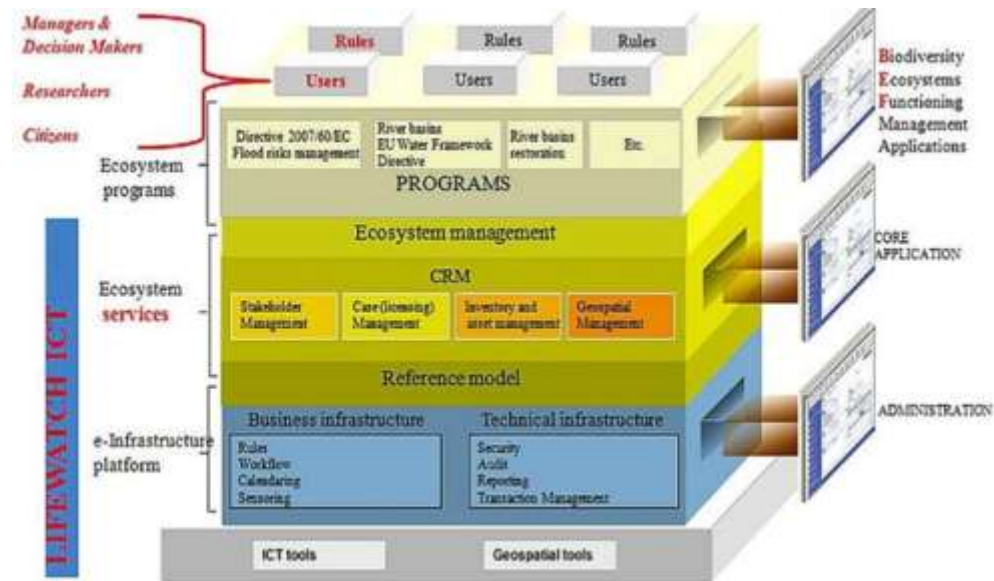 Managers &
Decision Makers
Researchers
Citizens
Rules
Rules
Rules
Users
Users
Users
Biodiversity
Ecosystems
Functioning
Management
Applications
Ecosystem
programs
Directive 2007/60/EC
Flood risks management
River basins
EU Water Framework
Directive
River basins
restoration
Etc.
PROGRAMS
Ecosystem management
CORE
APPLICATION
CRM
Ecosystem
services
Stakeholder
Management
Case (licensing)
Management
Inventory and
asset management
Geospatial
Management
Reference model
LIFEWATCH ICT
e-Infrastructure
platform
Business infrastructure
Rules
Workflow
Calendaring
Sensoring
Technical infrastructure
Security
Audit
Reporting
Transaction Management
ADMINISTRATION
ICT tools
Geospatial tools